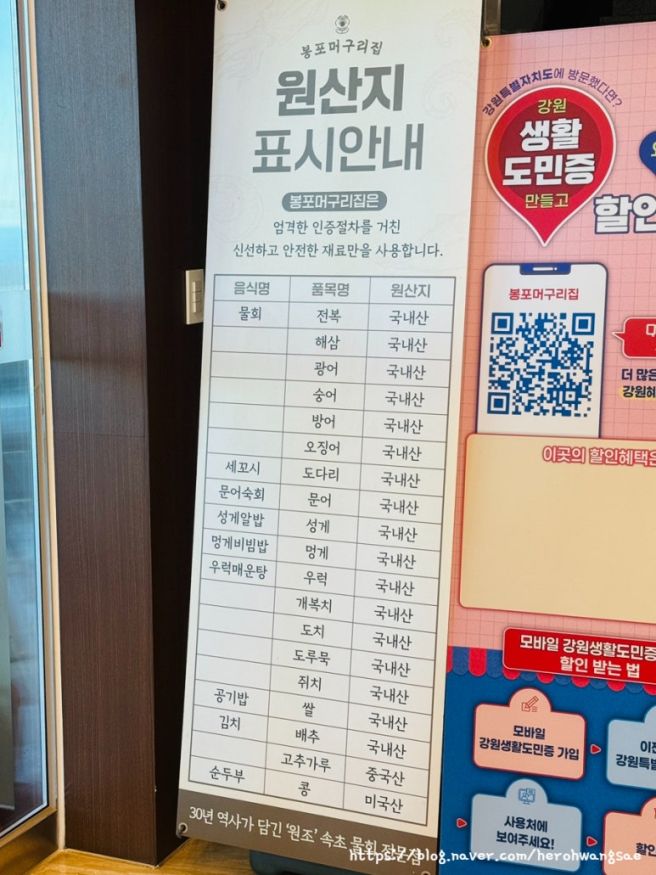 봉포머구리집
원산지
표시안내
봉포머구리집은
엄격한 인증절차를 거친
신선하고 안전한 재료만을 사용합니다.
음식명 품목명 원산지
물회 전복 국내산
해삼 국내산
광어 국내산
숭어 국내산
방어 국내산
오징어 국내산
세꼬시 도다리 국내산
문어숙회 문어 국내산
성게알밥 성게 국내산
멍게비빔밥 멍게 국내산
우럭매운탕 우럭 국내산
개복치 국내산
도치 국내산
도루묵 국내산
쥐치 국내산
공기밥 쌀 국내산
김치 배추 국내산
고추가루 중국산
순두부 콩 미국산
30년 역사가 담긴 '원조' 속초 물회 전문점
강원특별자치도에 방문했다면?
강원
생활
도민증
만들고
할인
봉포머구리집
더 많은
강원혜
이곳의 할인혜택은
모바일 강원생활도민증
할인 받는 법
모바일
강원생활도민증 가입
이전
강원특별
사용처에
보여주세요!
할인
https://blog.naver.com/herohwangsae